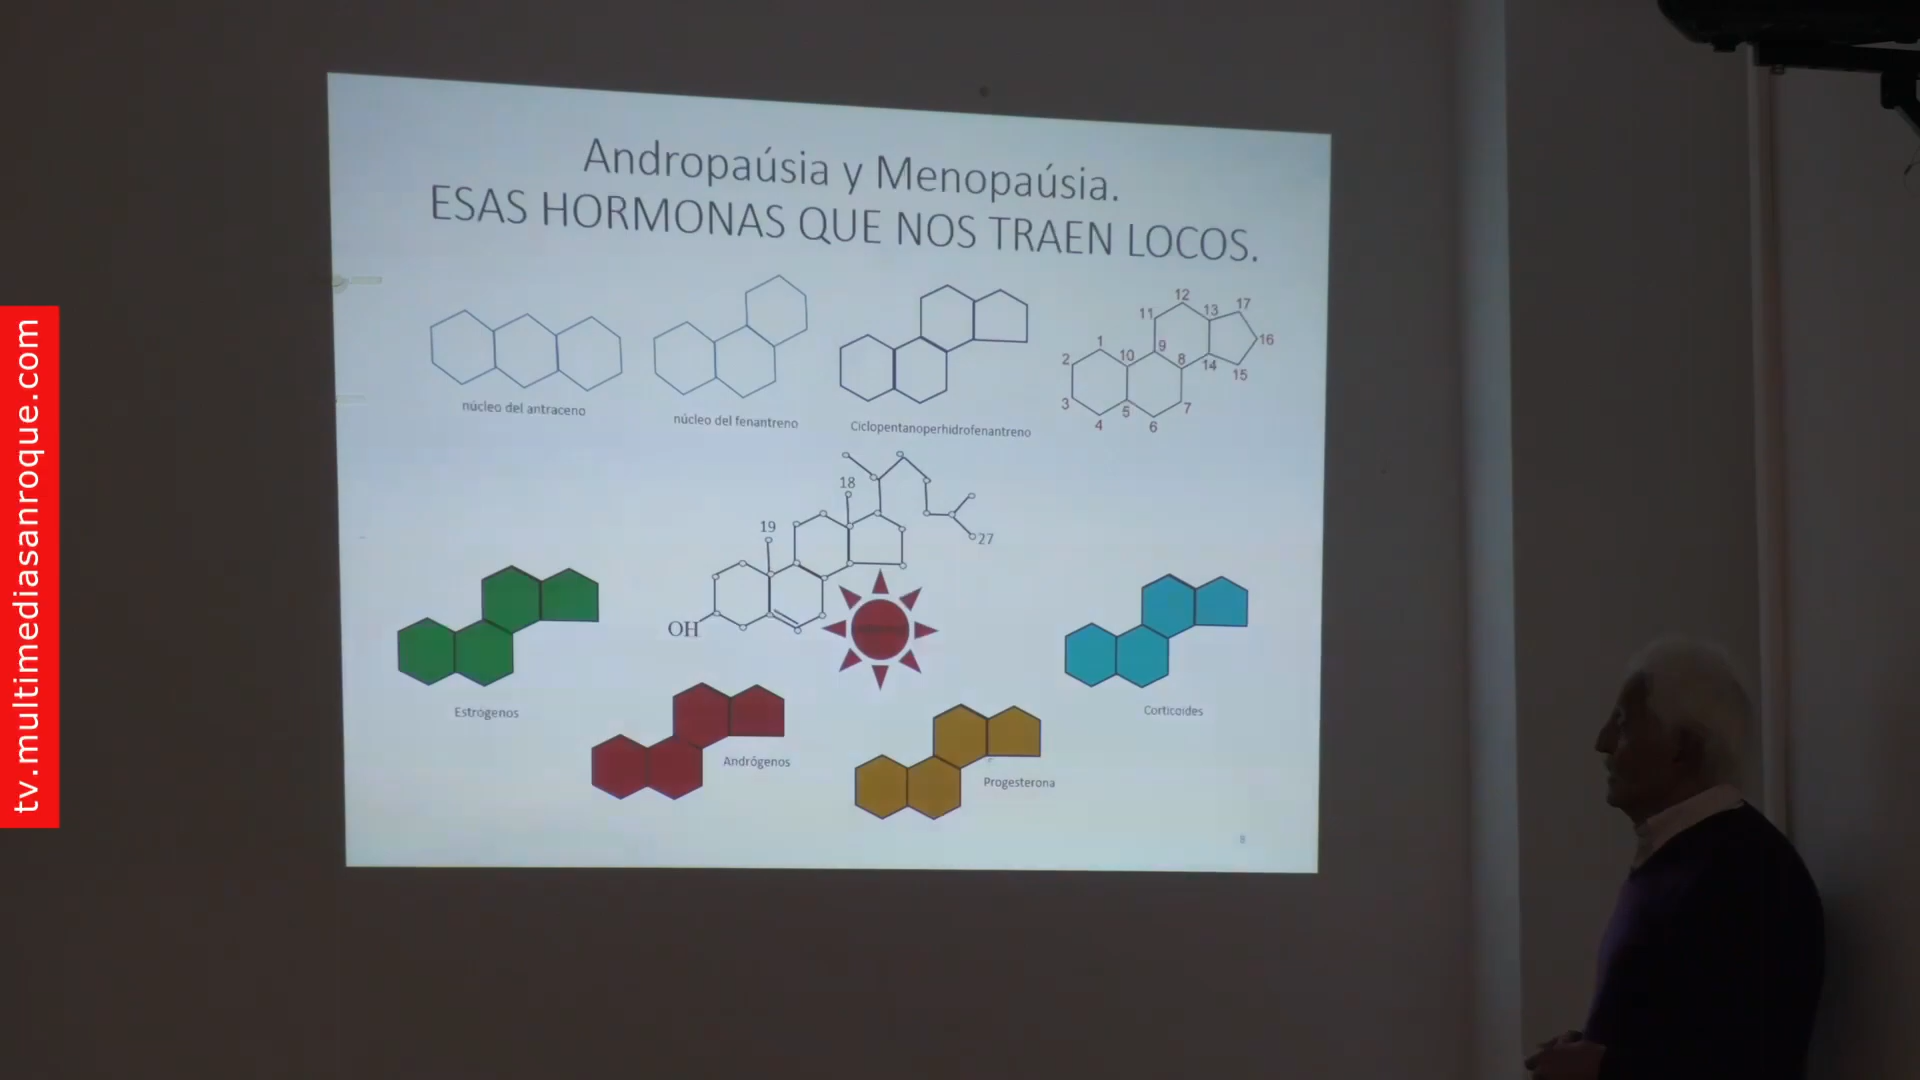 Andropaúsia y Menopaúsia.
ESAS HORMONAS QUE NOS TRAEN LOCOS.
núcleo del antraceno
núcleo del fenantreno
Ciclopentanoperhidrofenantreno
1
2
3
4
5
6
7
8
9
10
11
12
13
14
15
16
17
18
19
27
OH
Estrogenos
Andrógenos
Progesterona
Corticoides
8
tv.multimediasanroque.com